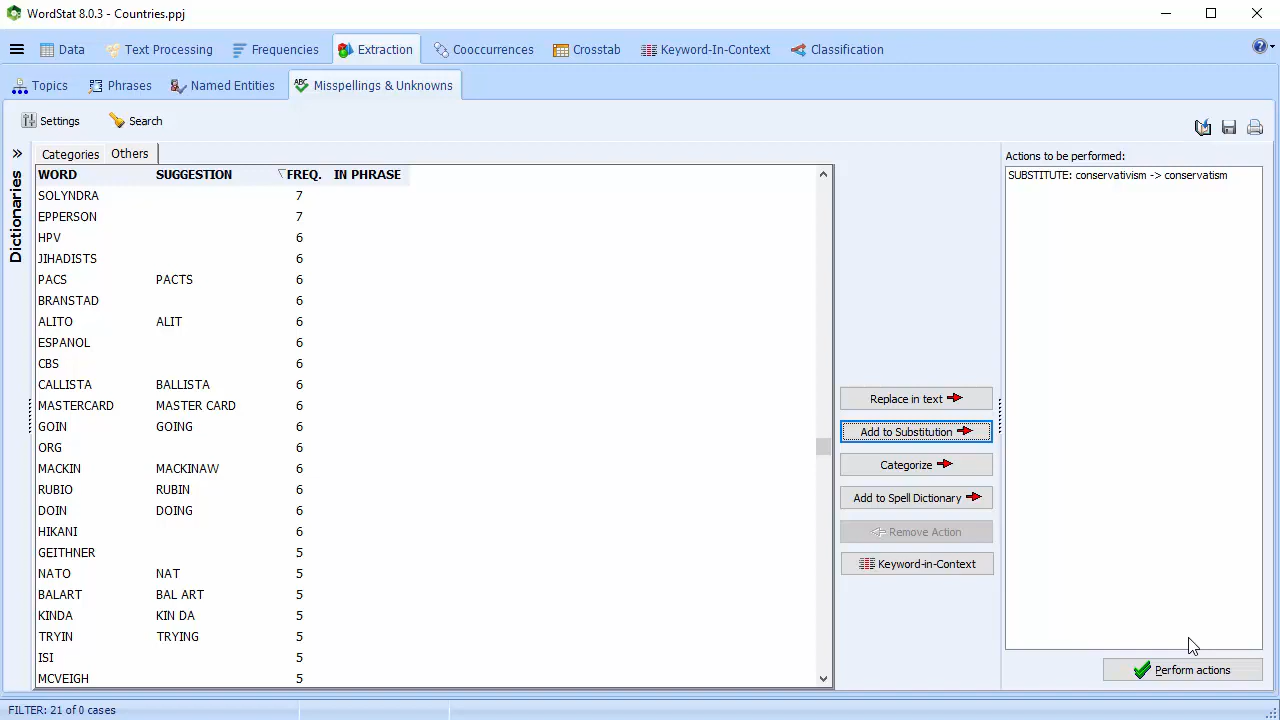 WordStat 8.0.3 - Countries.ppj
Data Text Processing Frequencies Extraction Cooccurrences Crosstab Keyword-In-Context Classification
Topics Phrases Named Entities ABC Misspellings & Unknowns
Settings Search
Categories Others
Dictionaries
WORD SUGGESTION FREQ. IN PHRASE
SOLYNDRA 7
EPPERSON 7
HPV 6
JIHADISTS 6
PACS PACTS 6
BRANSTAD 6
ALITO ALIT 6
ESPANOL 6
CBS 6
CALLISTA BALLISTA 6
MASTERCARD MASTER CARD 6
GOIN GOING 6
ORG 6
MACKIN MACKINAW 6
RUBIO RUBIN 6
DOIN DOING 6
HIKANI 6
GEITHNER 5
NATO NAT 5
BALART BAL ART 5
KINDA KIN DA 5
TRYIN TRYING 5
ISI 5
MCVEIGH 5
Replace in text
Add to Substitution
Categorize
Add to Spell Dictionary
Remove Action
Keyword-in-Context
Actions to be performed:
SUBSTITUTE: conservativism -> conservatism
Perform actions
FILTER: 21 of 0 cases